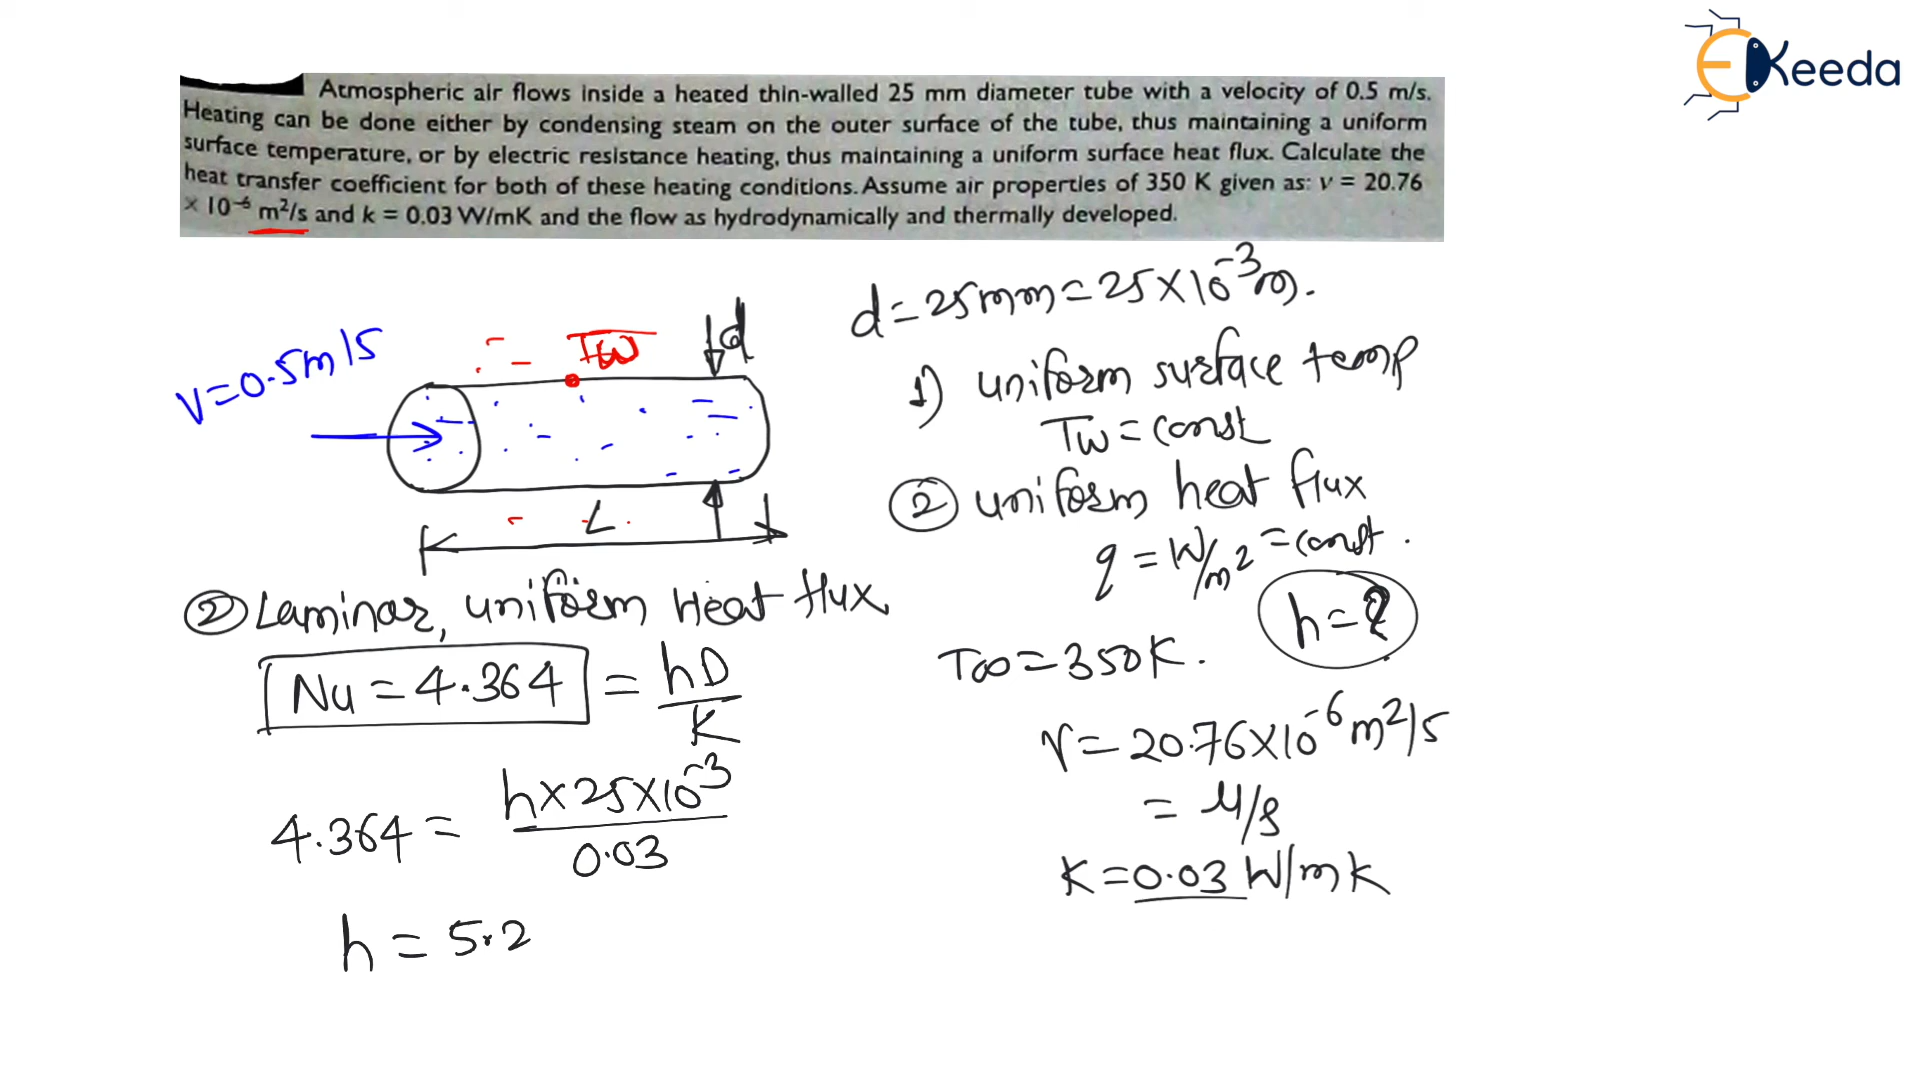 EKeeda
Atmospheric air flows inside a heated thin-walled 25 mm diameter tube with a velocity of 0.5 m/s.
Heating can be done either by condensing steam on the outer surface of the tube, thus maintaining a uniform
surface temperature, or by electric resistance heating, thus maintaining a uniform surface heat flux. Calculate the
heat transfer coefficient for both of these heating conditions. Assume air properties of 350 K given as: ν = 20.76
× 10⁻⁶ m²/s and k = 0.03 W/mK and the flow as hydrodynamically and thermally developed.
V=0.5m/s
Tw
d
L
d=25mm=25×10⁻³m.
1) uniform surface temp
Tw=const
② uniform heat flux
q=W/m²=const.
h=?
T∞=350K.
ν=20.76×10⁻⁶m²/s
=μ/ρ
K=0.03 W/mk
② Laminar, uniform Heat flux
Nu=4.364 = hD/K
4.364= h×25×10⁻³/0.03
h=5.2